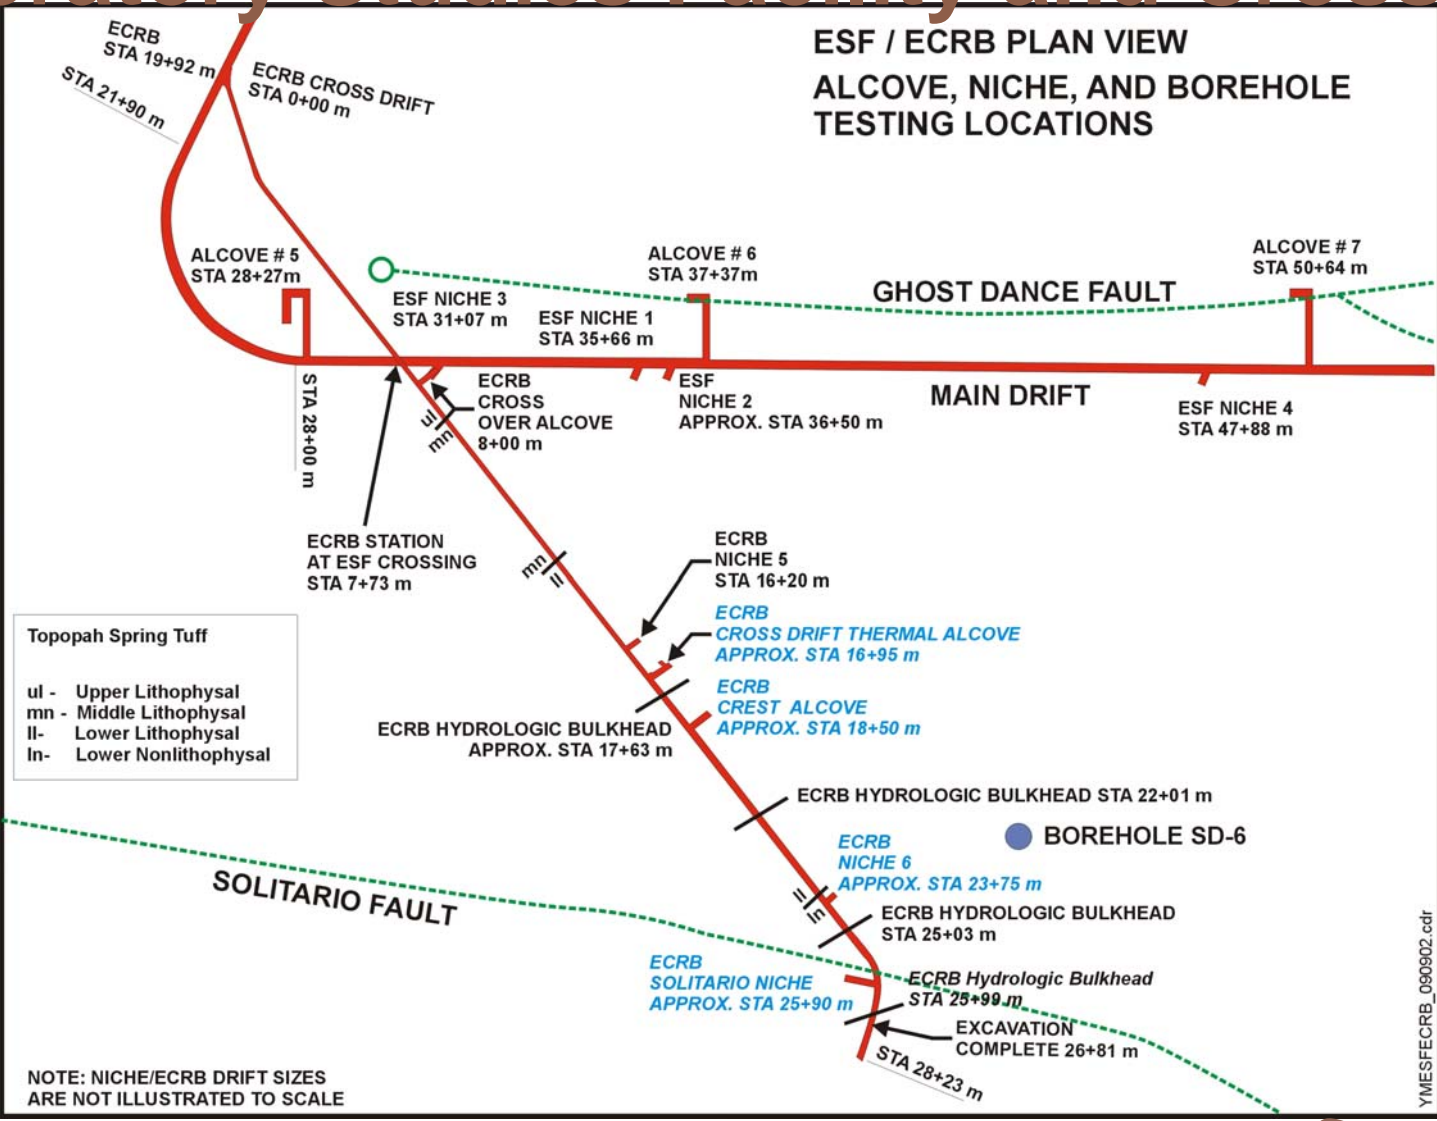 ESF / ECRB PLAN VIEW
ALCOVE, NICHE, AND BOREHOLE
TESTING LOCATIONS
ECRB
STA 19+92 m
STA 21+90 m
ECRB CROSS DRIFT
STA 0+00 m
ALCOVE # 5
STA 28+27m
ESF NICHE 3
STA 31+07 m
ESF NICHE 1
STA 35+66 m
ALCOVE # 6
STA 37+37m
GHOST DANCE FAULT
ALCOVE # 7
STA 50+64 m
STA 28+00 m
ECRB
CROSS
OVER ALCOVE
8+00 m
ul
mn
ESF
NICHE 2
APPROX. STA 36+50 m
MAIN DRIFT
ESF NICHE 4
STA 47+88 m
ECRB STATION
AT ESF CROSSING
STA 7+73 m
mn
ll
ECRB
NICHE 5
STA 16+20 m
ECRB
CROSS DRIFT THERMAL ALCOVE
APPROX. STA 16+95 m
ECRB
CREST ALCOVE
APPROX. STA 18+50 m
Topopah Spring Tuff
ul - Upper Lithophysal
mn - Middle Lithophysal
ll- Lower Lithophysal
ln- Lower Nonlithophysal
ECRB HYDROLOGIC BULKHEAD
APPROX. STA 17+63 m
ECRB HYDROLOGIC BULKHEAD STA 22+01 m
BOREHOLE SD-6
ECRB
NICHE 6
APPROX. STA 23+75 m
ll
ln
SOLITARIO FAULT
ECRB HYDROLOGIC BULKHEAD
STA 25+03 m
ECRB
SOLITARIO NICHE
APPROX. STA 25+90 m
ECRB Hydrologic Bulkhead
STA 25+99 m
EXCAVATION
COMPLETE 26+81 m
STA 28+23 m
NOTE: NICHE/ECRB DRIFT SIZES
ARE NOT ILLUSTRATED TO SCALE
YMESFECRB_090902.cdr